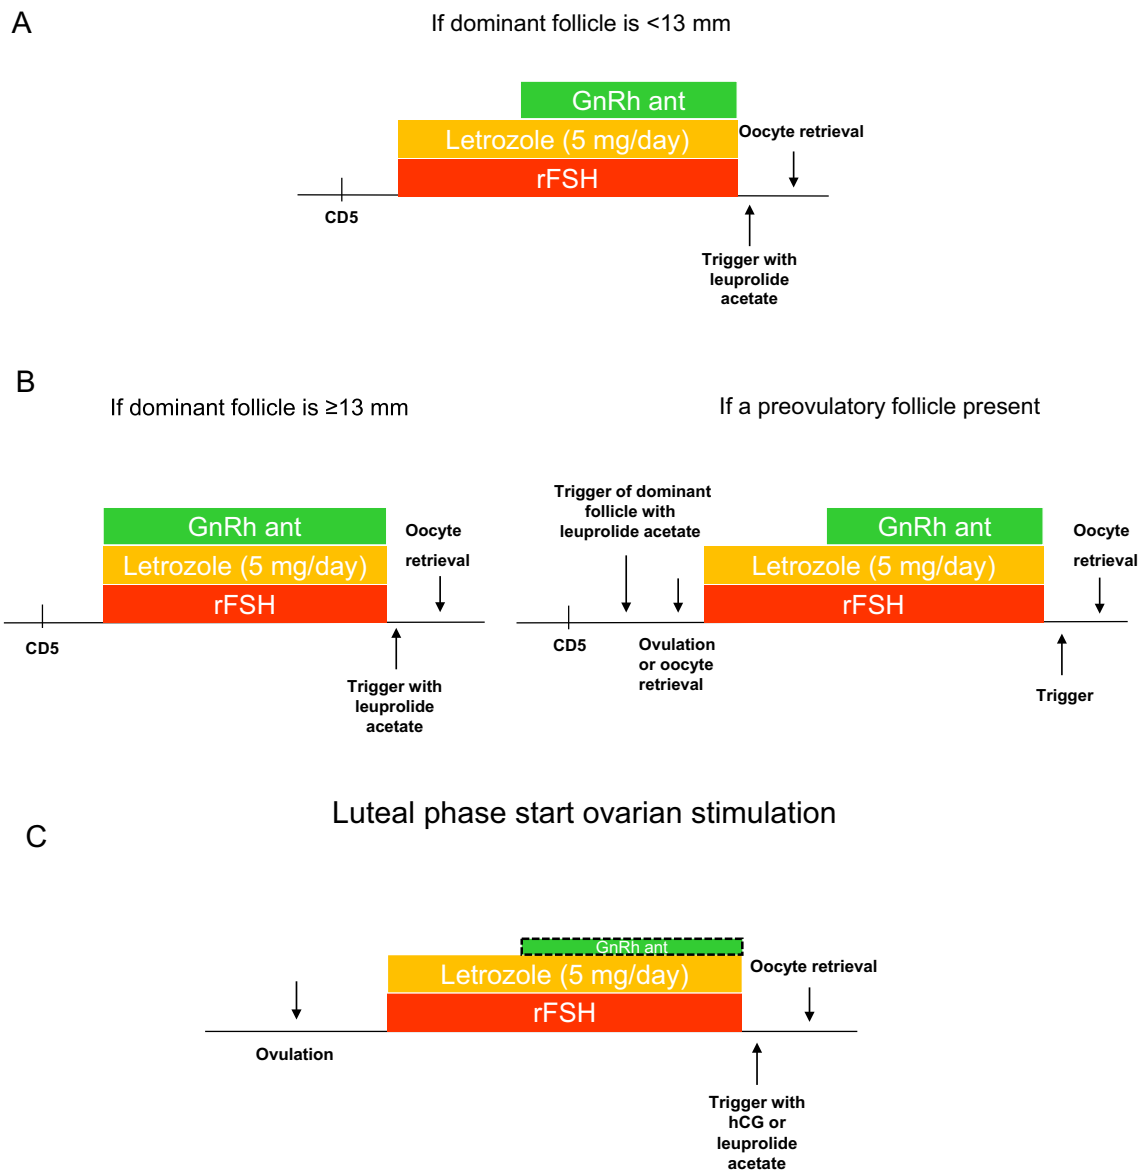 A
If dominant follicle is <13 mm
GnRh ant
Letrozole (5 mg/day)
rFSH
Oocyte retrieval
CD5
Trigger with
leuprolide
acetate
B
If dominant follicle is ≥13 mm
GnRh ant
Letrozole (5 mg/day)
rFSH
Oocyte
retrieval
CD5
Trigger with
leuprolide
acetate
If a preovulatory follicle present
Trigger of dominant
follicle with
leuprolide acetate
GnRh ant
Letrozole (5 mg/day)
rFSH
Oocyte
retrieval
CD5
Ovulation
or oocyte
retrieval
Trigger
C
Luteal phase start ovarian stimulation
GnRh ant
Letrozole (5 mg/day)
rFSH
Oocyte retrieval
Ovulation
Trigger with
hCG or
leuprolide
acetate